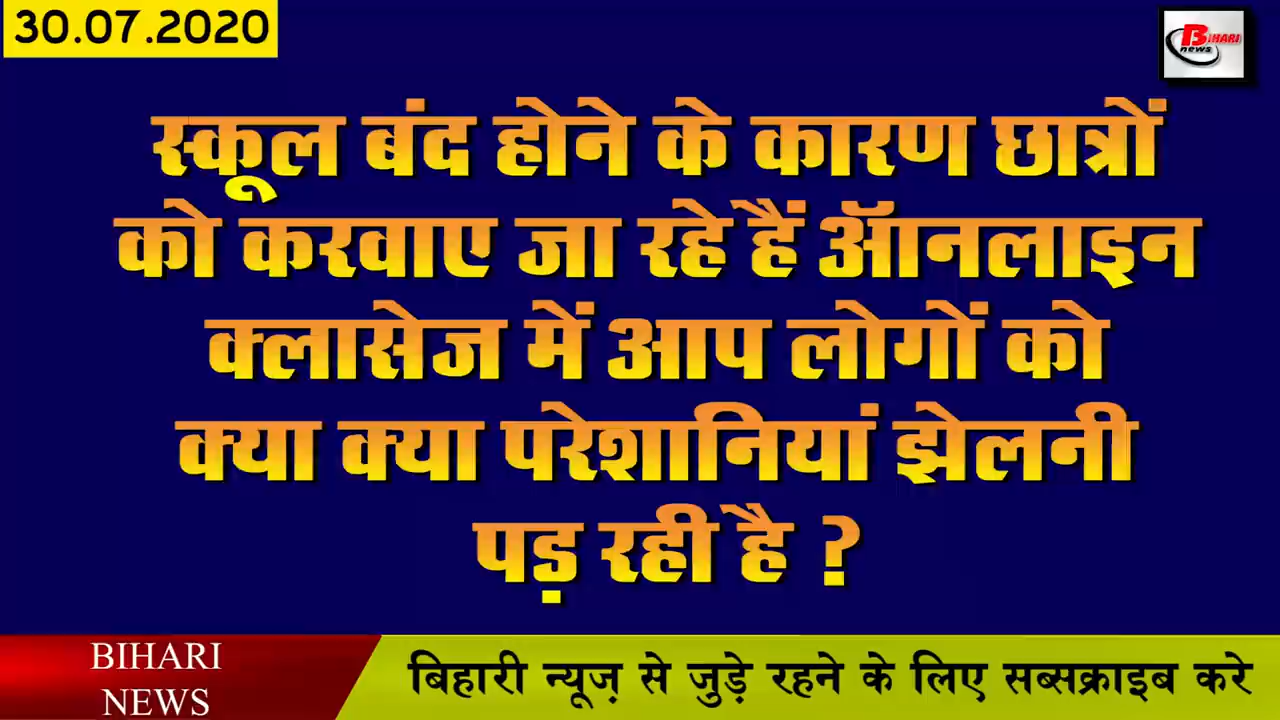 30.07.2020
BIHARI
news
स्कूल बंद होने के कारण छात्रों
को करवाए जा रहे हैं ऑनलाइन
क्लासेज में आप लोगों को
क्या क्या परेशानियां झेलनी
पड़ रही है ?
BIHARI
NEWS
बिहारी न्यूज़ से जुड़े रहने के लिए सब्सक्राइब करे